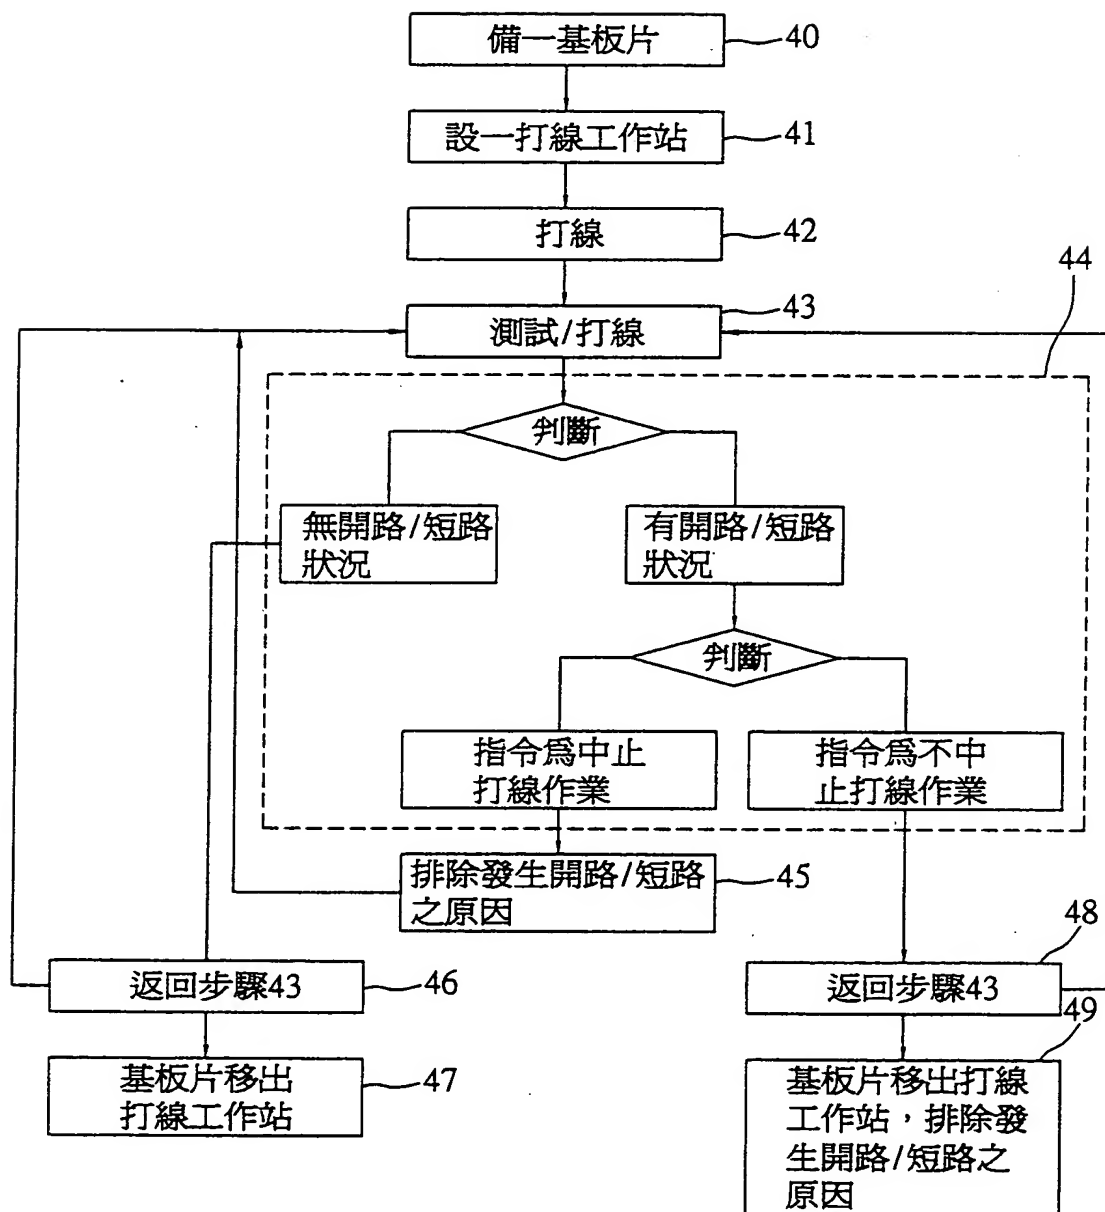 備一基板片
40
設一打線工作站
41
打線
42
44
43
測試/打線
判斷
無開路/短路
狀況
有開路/短路
狀況
判斷
指令爲中止
打線作業
指令爲不中
止打線作業
排除發生開路/短路
之原因
45
返回步驟43
46
48
返回步驟43
49
基板片移出
打線工作站
47
基板片移出打線
工作站，排除發
生開路/短路之
原因